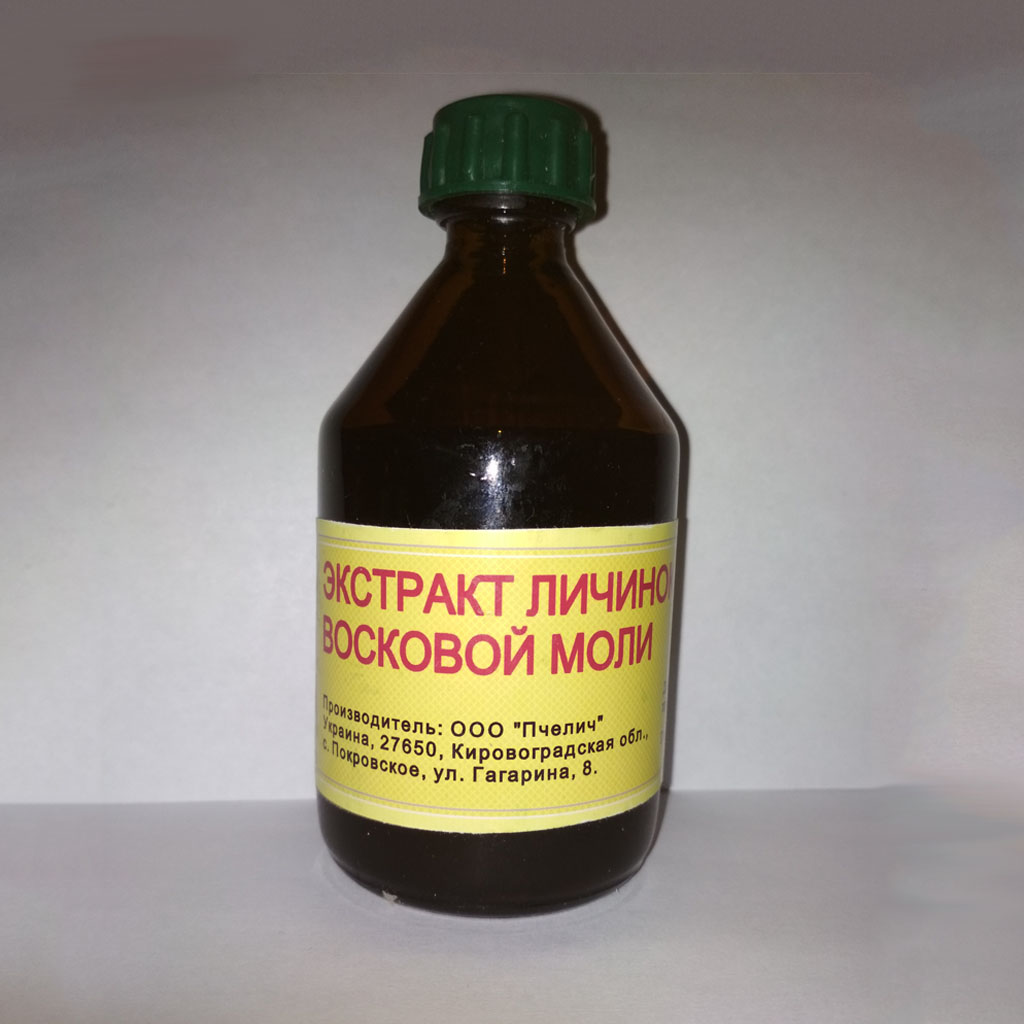 ЭКСТРАКТ ЛИЧИНО
ВОСКОВОЙ МОЛИ
Производитель: ООО "Пчелич"
Украина, 27650, Кировоградская обл.,
с. Покровское, ул. Гагарина, 8.